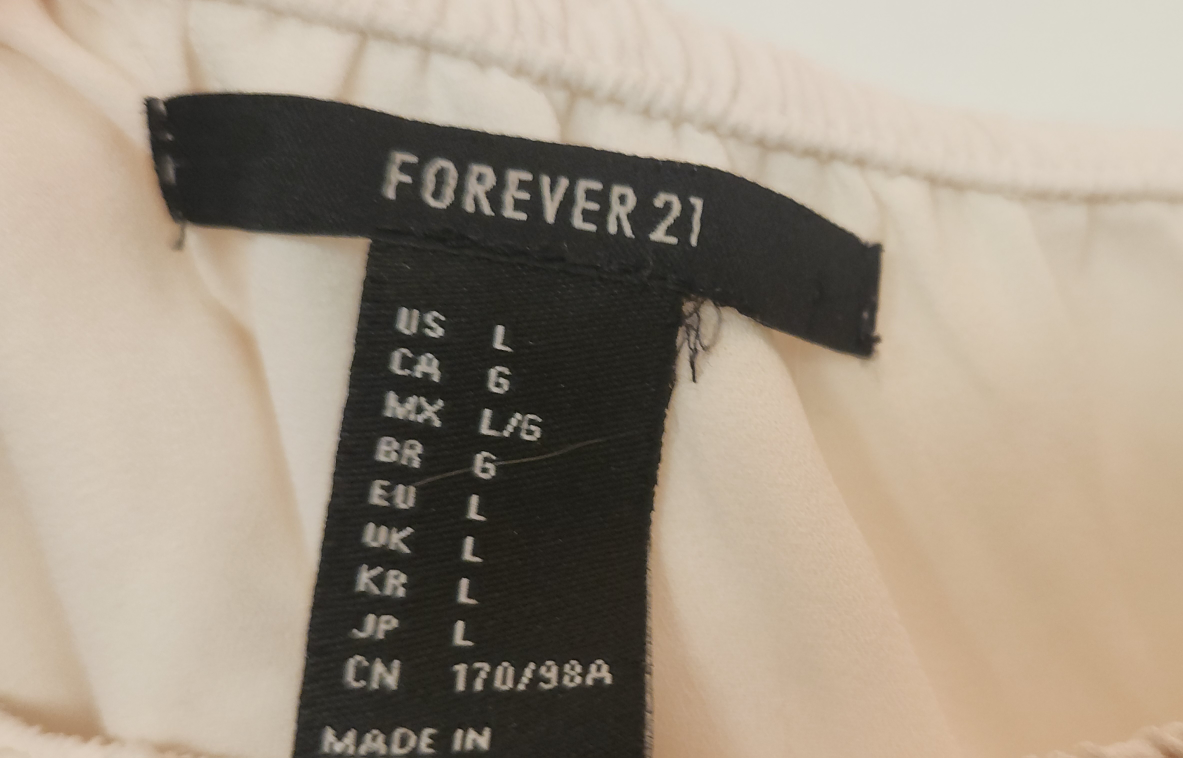 FOREVER 21
US L
CA G
MX L/G
BR G
EU L
UK L
KR L
JP L
CN 170/98A
MADE IN